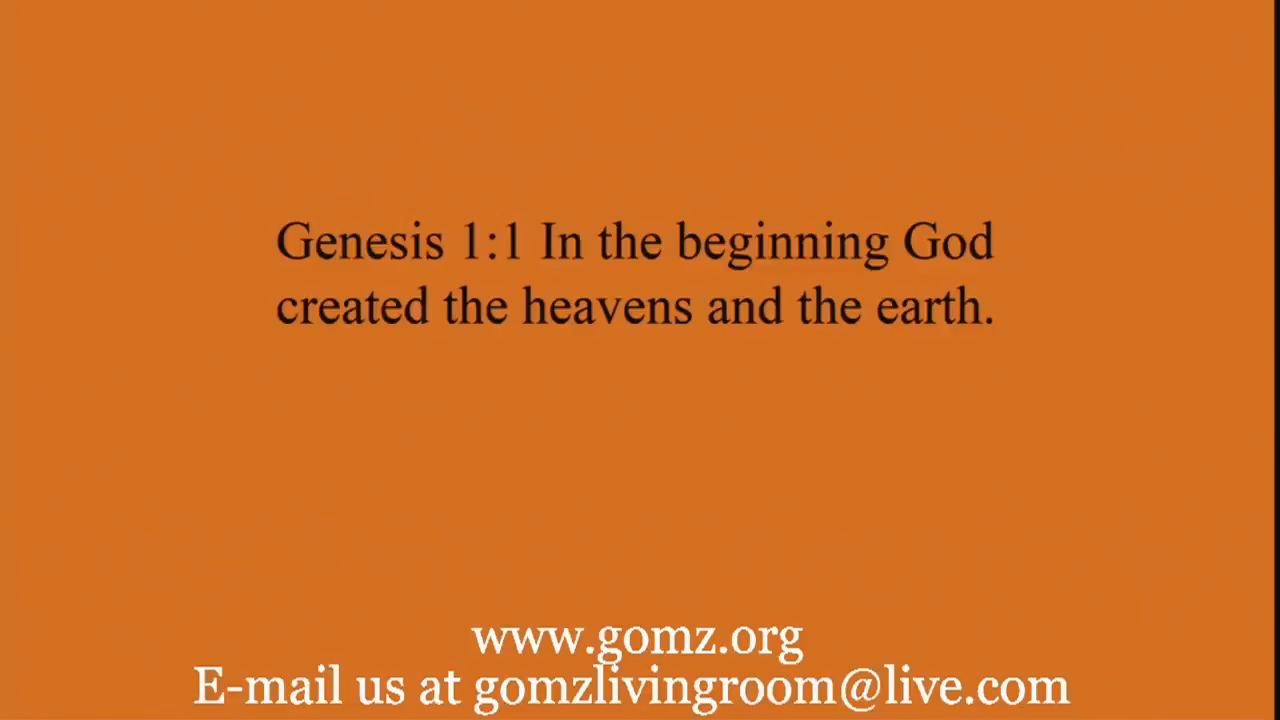 Genesis 1:1 In the beginning God
created the heavens and the earth.
www.gomz.org
E-mail us at gomzlivingroom@live.com